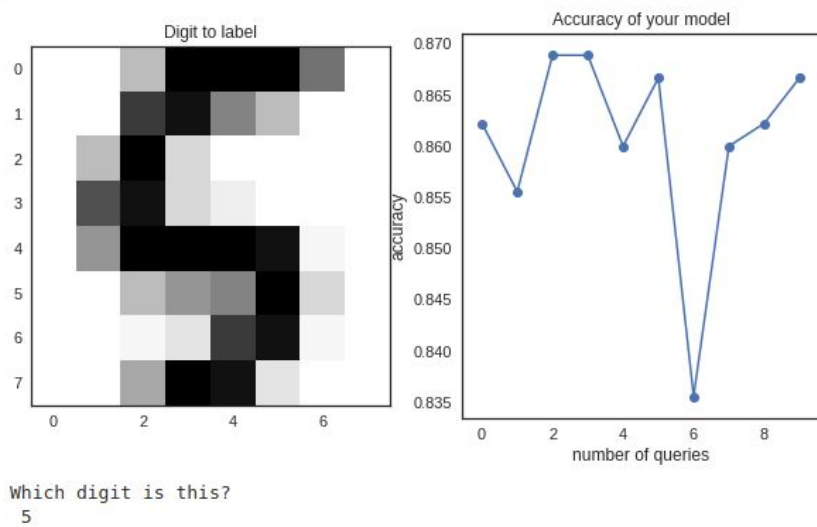 Digit to label
0
1
2
3
4
5
6
7
0 2 4 6
Accuracy of your model
0.870
0.865
0.860
0.855
0.850
0.845
0.840
0.835
accuracy
0 2 4 6 8
number of queries
Which digit is this?
5